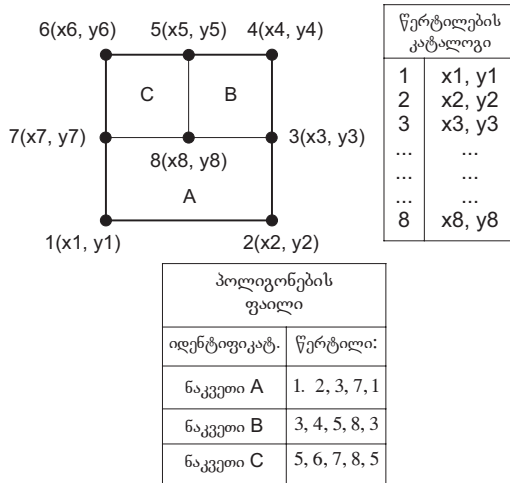 6(x6, y6) 5(x5, y5) 4(x4, y4)
C B
7(x7, y7) 3(x3, y3)
8(x8, y8)
A
1(x1, y1) 2(x2, y2)
წერტილების
კატალოგი
1 x1, y1
2 x2, y2
3 x3, y3
... ...
... ...
... ...
8 x8, y8
პოლიგონების
ფაილი
იდენტიფიკატ. წერტილი:
ნაკვეთი A 1. 2, 3, 7, 1
ნაკვეთი B 3, 4, 5, 8, 3
ნაკვეთი C 5, 6, 7, 8, 5